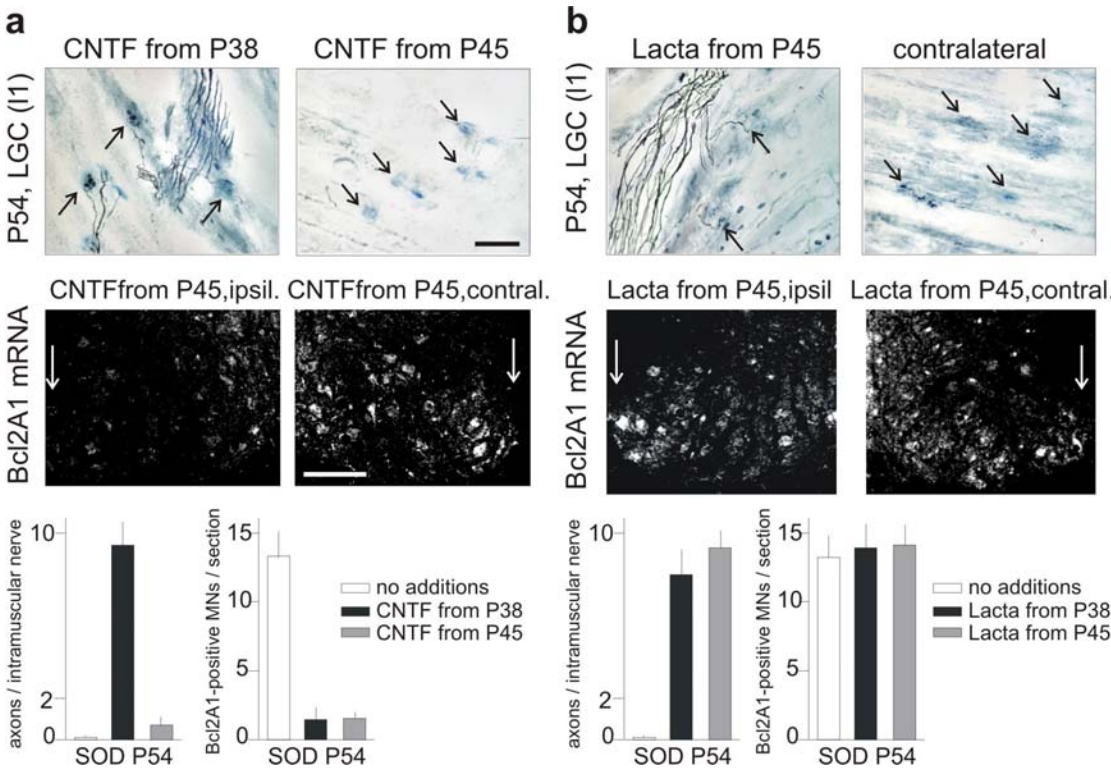 a
CNTF from P38
CNTF from P45
P54, LGC (I1)
CNTFfrom P45,ipsil.
CNTFfrom P45,contral.
Bcl2A1 mRNA
axons / intramuscular nerve
10
2
0
SOD P54
Bcl2A1-positive MNs / section
15
10
5
0
SOD P54
no additions
CNTF from P38
CNTF from P45
b
Lacta from P45
contralateral
P54, LGC (I1)
Lacta from P45,ipsil
Lacta from P45,contral.
Bcl2A1 mRNA
axons / intramuscular nerve
10
2
0
SOD P54
Bcl2A1-positive MNs / section
15
10
5
0
SOD P54
no additions
Lacta from P38
Lacta from P45